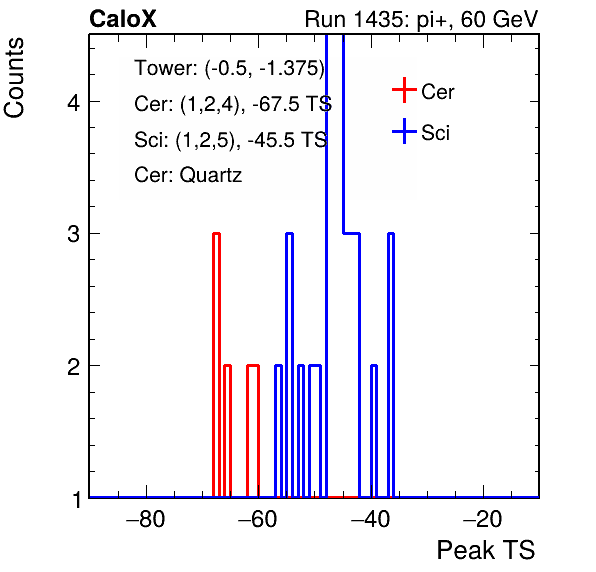 CaloX Run 1435: pi+, 60 GeV
Counts
Tower: (-0.5, -1.375)
Cer: (1,2,4), -67.5 TS
Sci: (1,2,5), -45.5 TS
Cer: Quartz
Cer
Sci
4
3
2
1
−80 −60 −40 −20
Peak TS